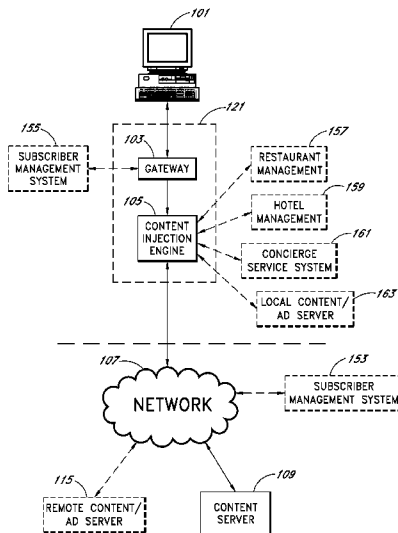 101
121
155
SUBSCRIBER
MANAGEMENT
SYSTEM
103
GATEWAY
105
CONTENT
INJECTION
ENGINE
157
RESTAURANT
MANAGEMENT
159
HOTEL
MANAGEMENT
161
CONCIERGE
SERVICE SYSTEM
163
LOCAL CONTENT/
AD SERVER
107
NETWORK
153
SUBSCRIBER
MANAGEMENT SYSTEM
115
REMOTE CONTENT/
AD SERVER
109
CONTENT
SERVER